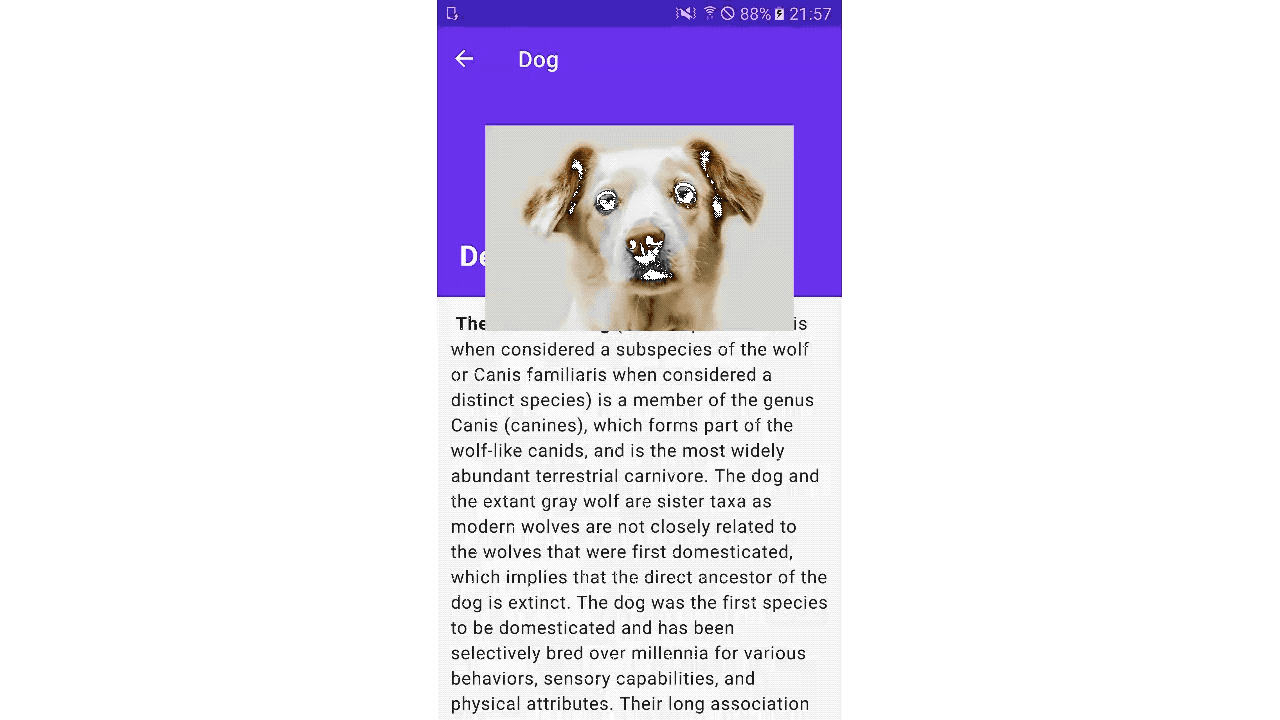 88% 21:57
Dog
The is
when considered a subspecies of the wolf
or Canis familiaris when considered a
distinct species) is a member of the genus
Canis (canines), which forms part of the
wolf-like canids, and is the most widely
abundant terrestrial carnivore. The dog and
the extant gray wolf are sister taxa as
modern wolves are not closely related to
the wolves that were first domesticated,
which implies that the direct ancestor of the
dog is extinct. The dog was the first species
to be domesticated and has been
selectively bred over millennia for various
behaviors, sensory capabilities, and
physical attributes. Their long association